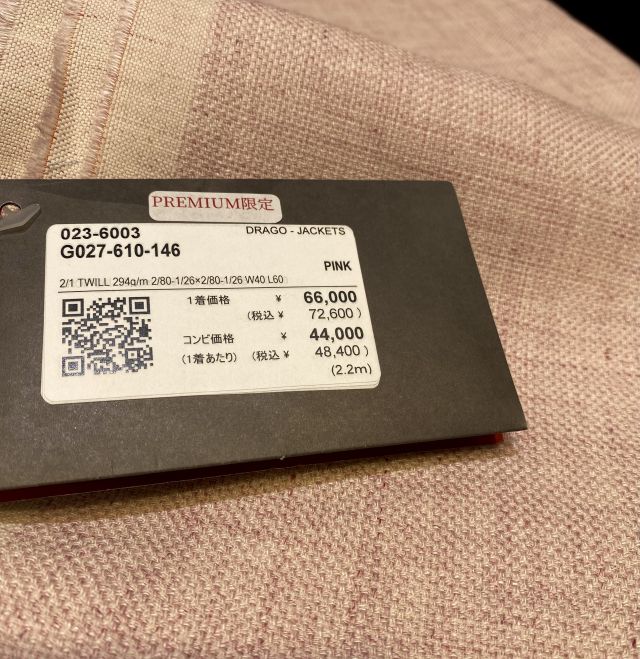 PREMIUM限定
023-6003 DRAGO - JACKETS
G027-610-146
PINK
2/1 TWILL 294g/m 2/80-1/26×2/80-1/26 W40 L60
1着価格 ¥ 66,000
(税込 ¥ 72,600 )
コンビ価格 ¥ 44,000
(1着あたり) (税込 ¥ 48,400 )
(2.2m)